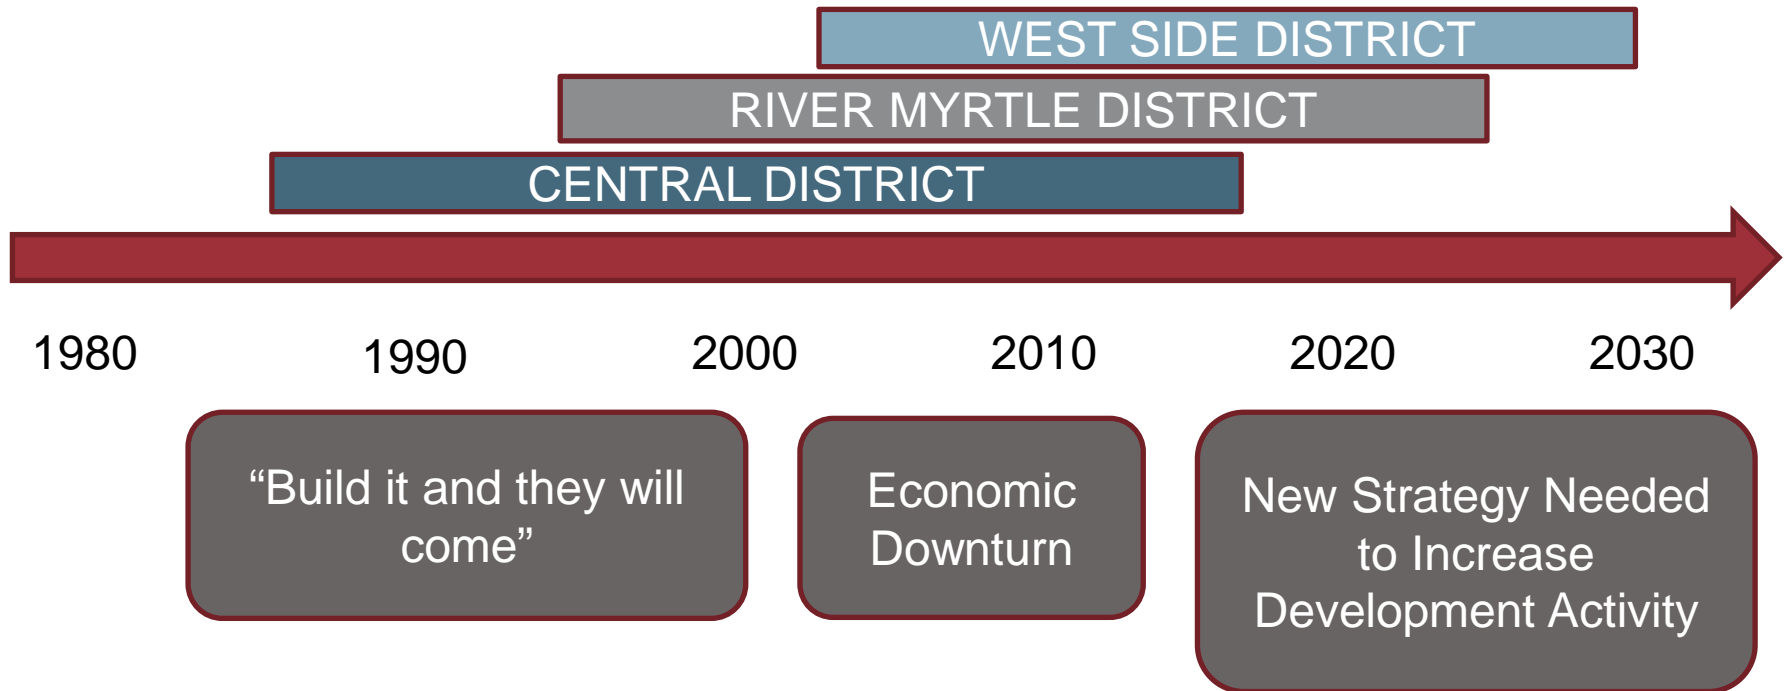 WEST SIDE DISTRICT
RIVER MYRTLE DISTRICT
CENTRAL DISTRICT
1980
1990
2000
2010
2020
2030
“Build it and they will
come”
Economic
Downturn
New Strategy Needed
to Increase
Development Activity